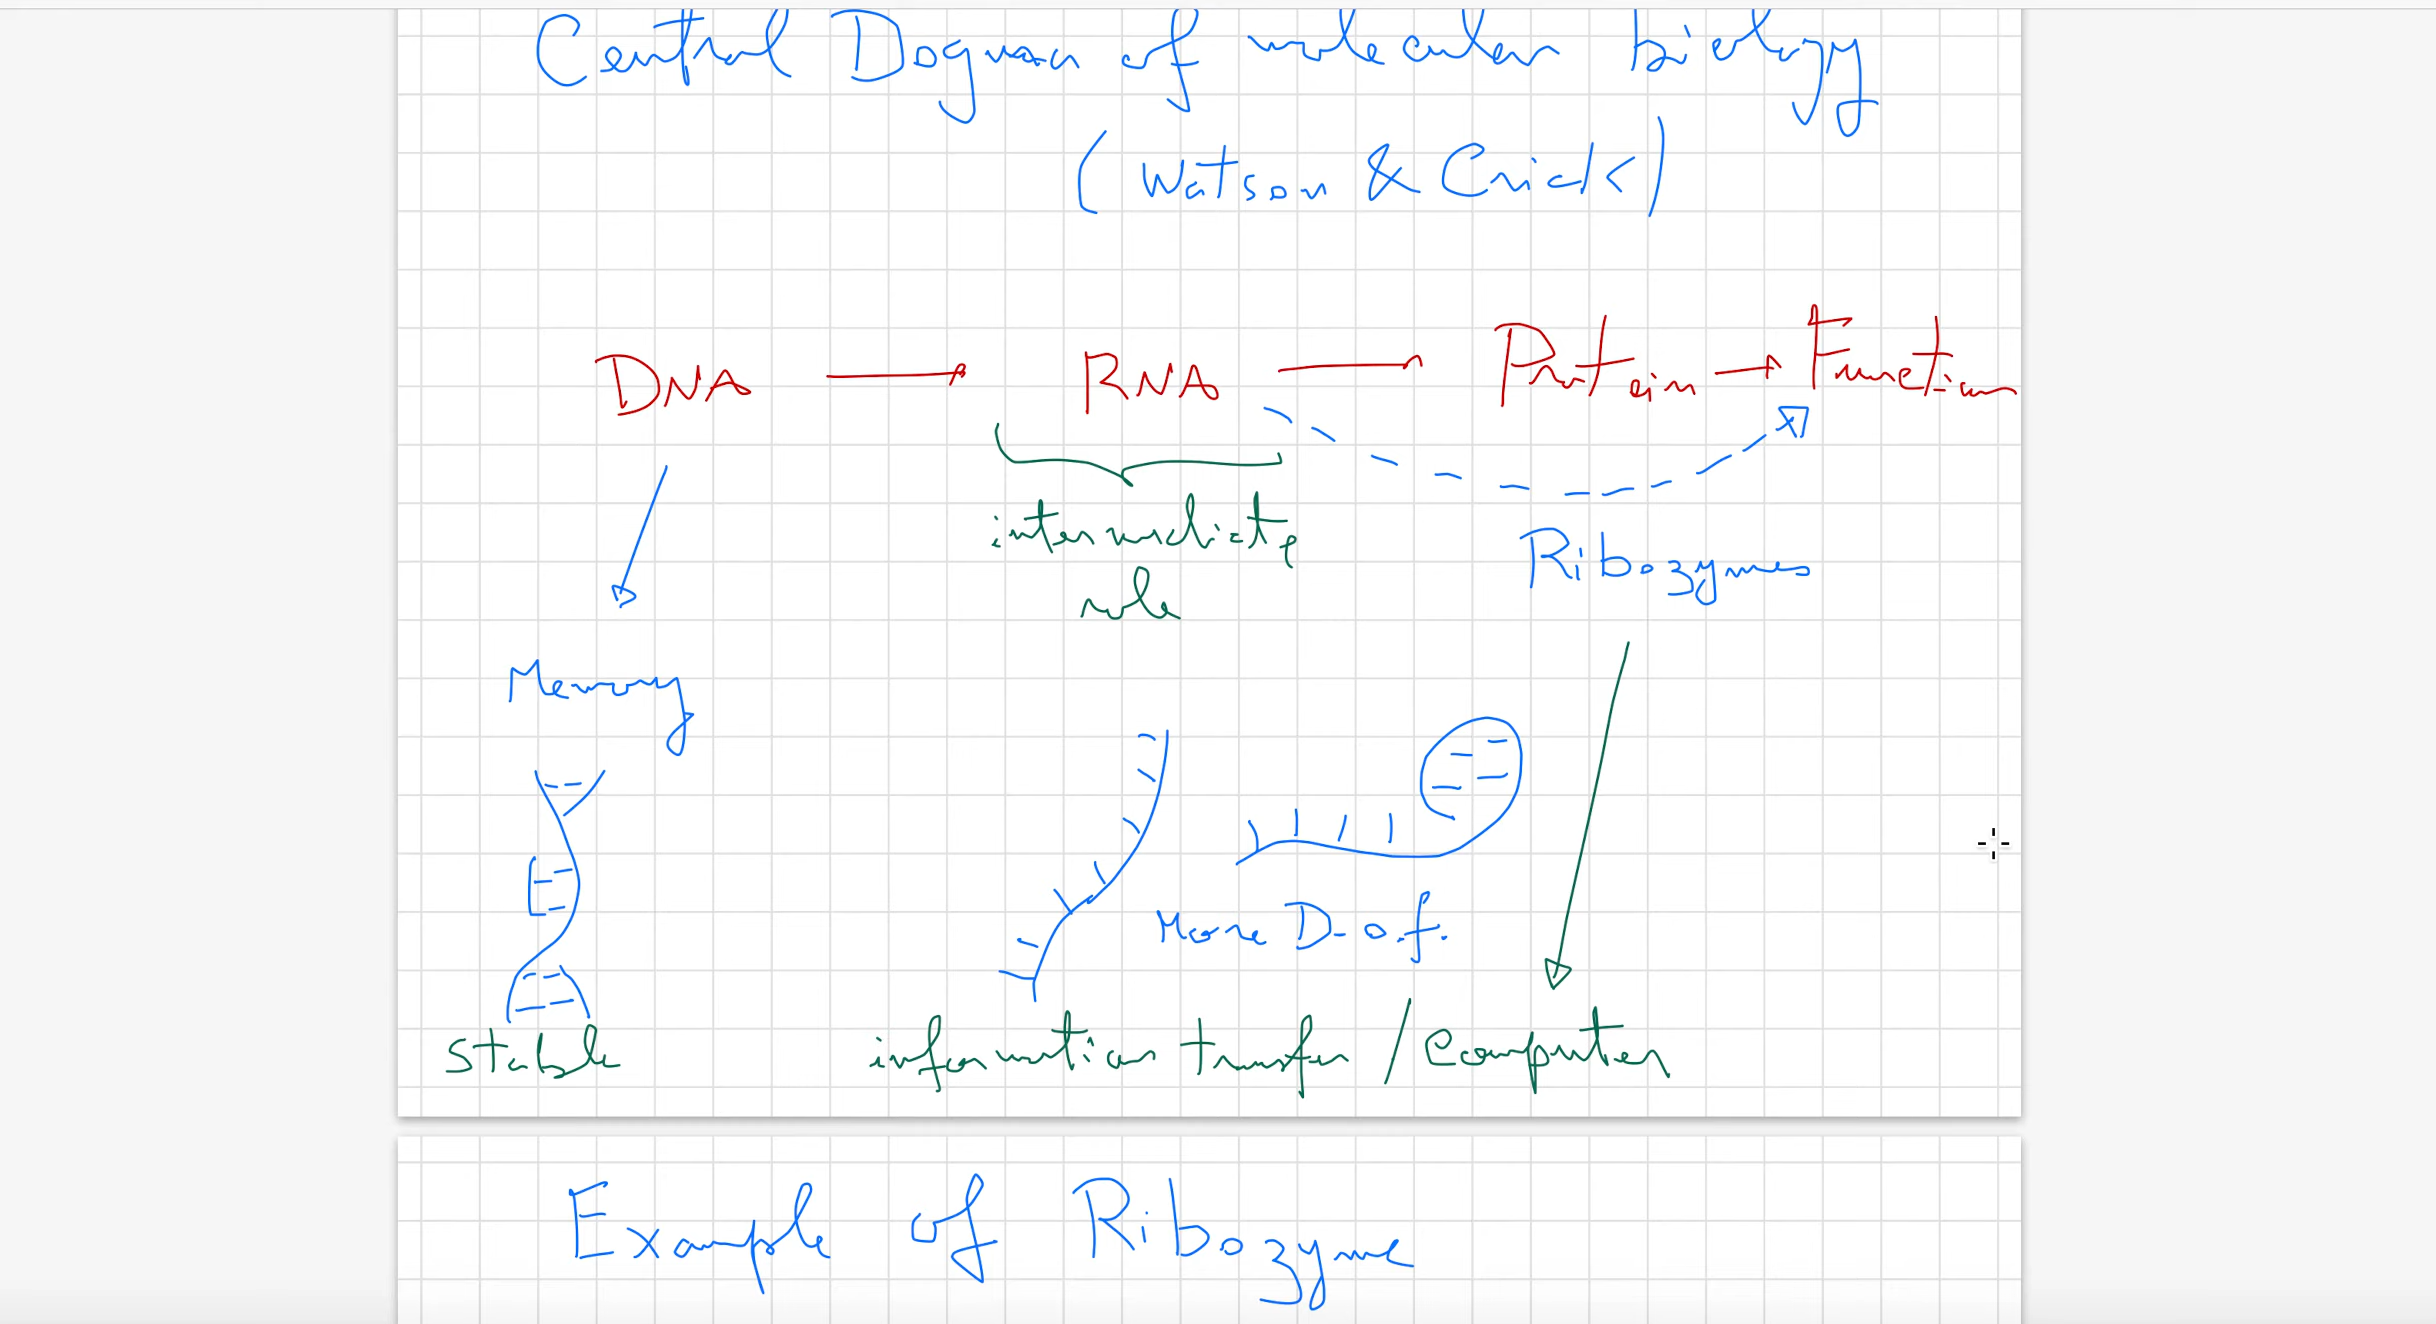 Central Dogma of molecular biology
(Watson & Crick)
DNA → RNA → Protein → Function
intermediate
role
Ribozymes
Memory
More D.o.f.
Stable
information transfer / Computer
Example of Ribozyme